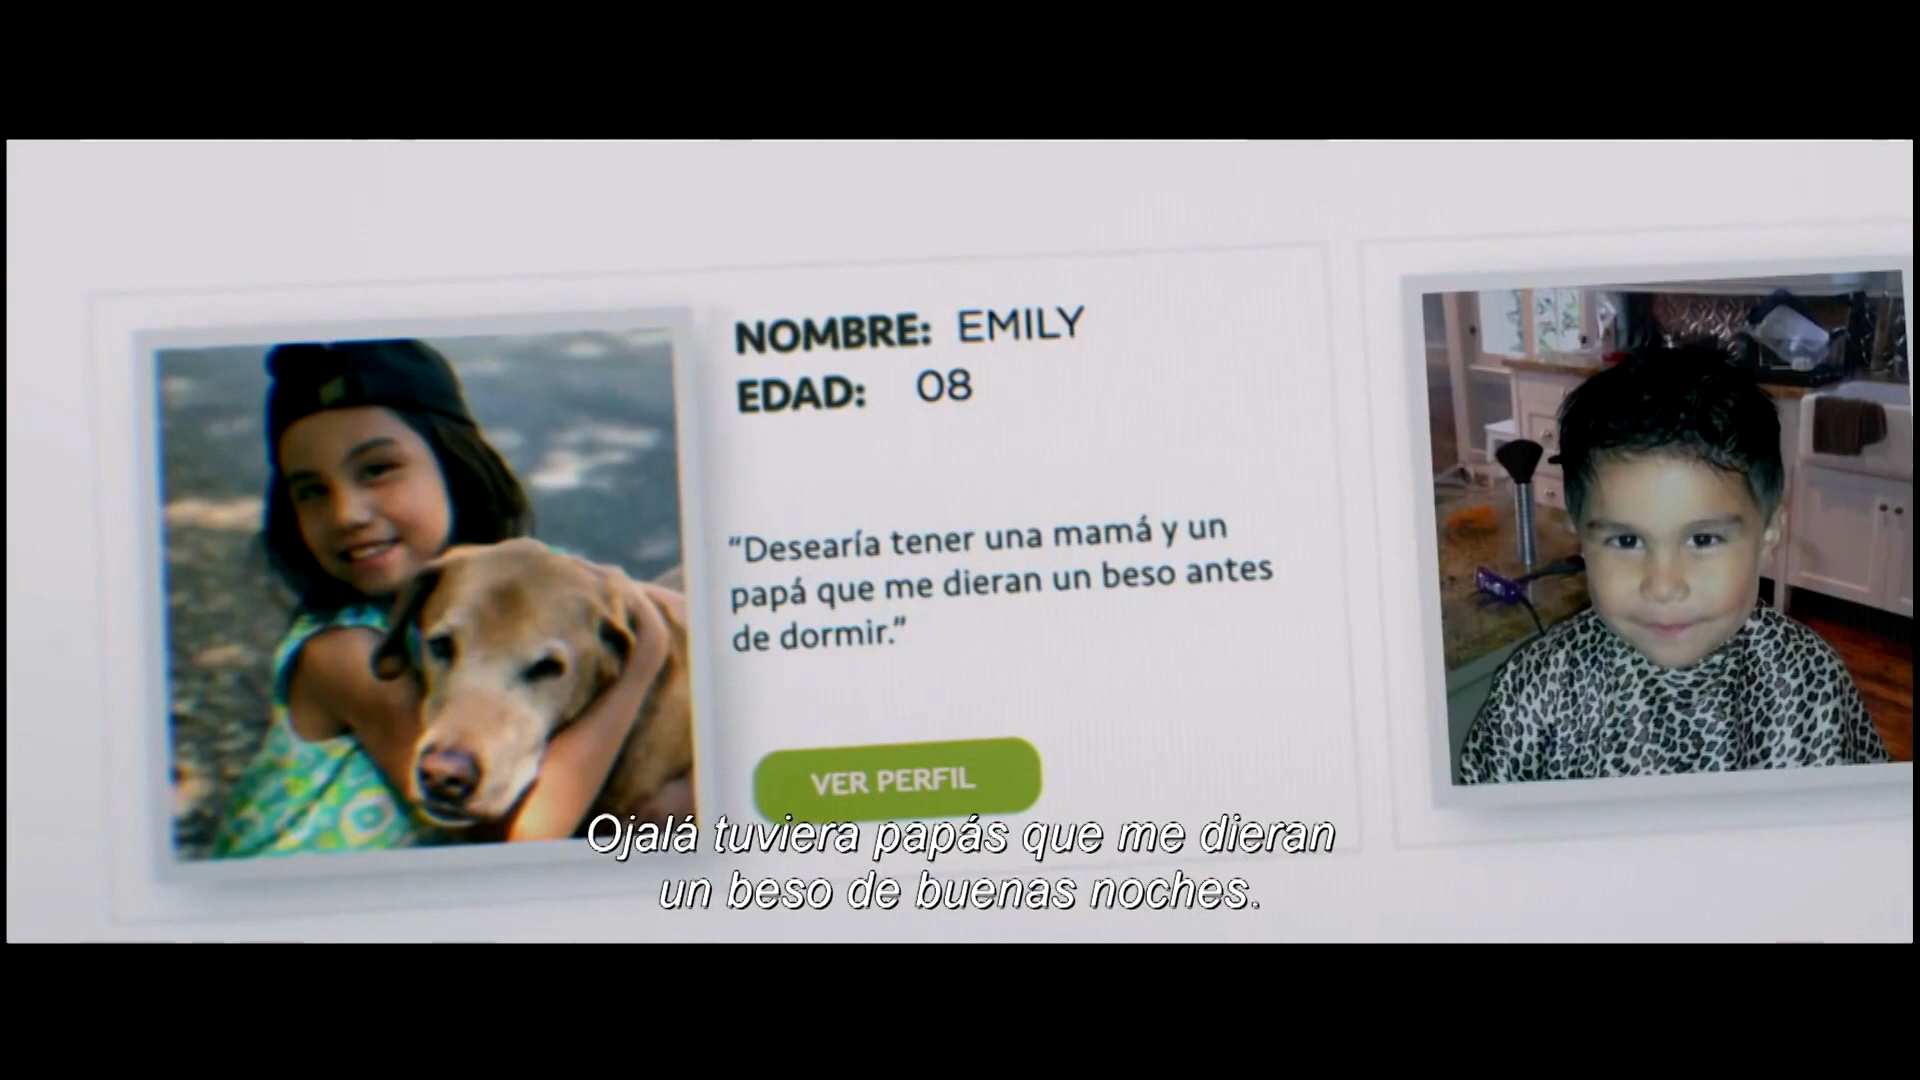 NOMBRE: EMILY
EDAD: 08
“Desearía tener una mamá y un
papá que me dieran un beso antes
de dormir.”
VER PERFIL
Ojalá tuviera papás que me dieran
un beso de buenas noches.